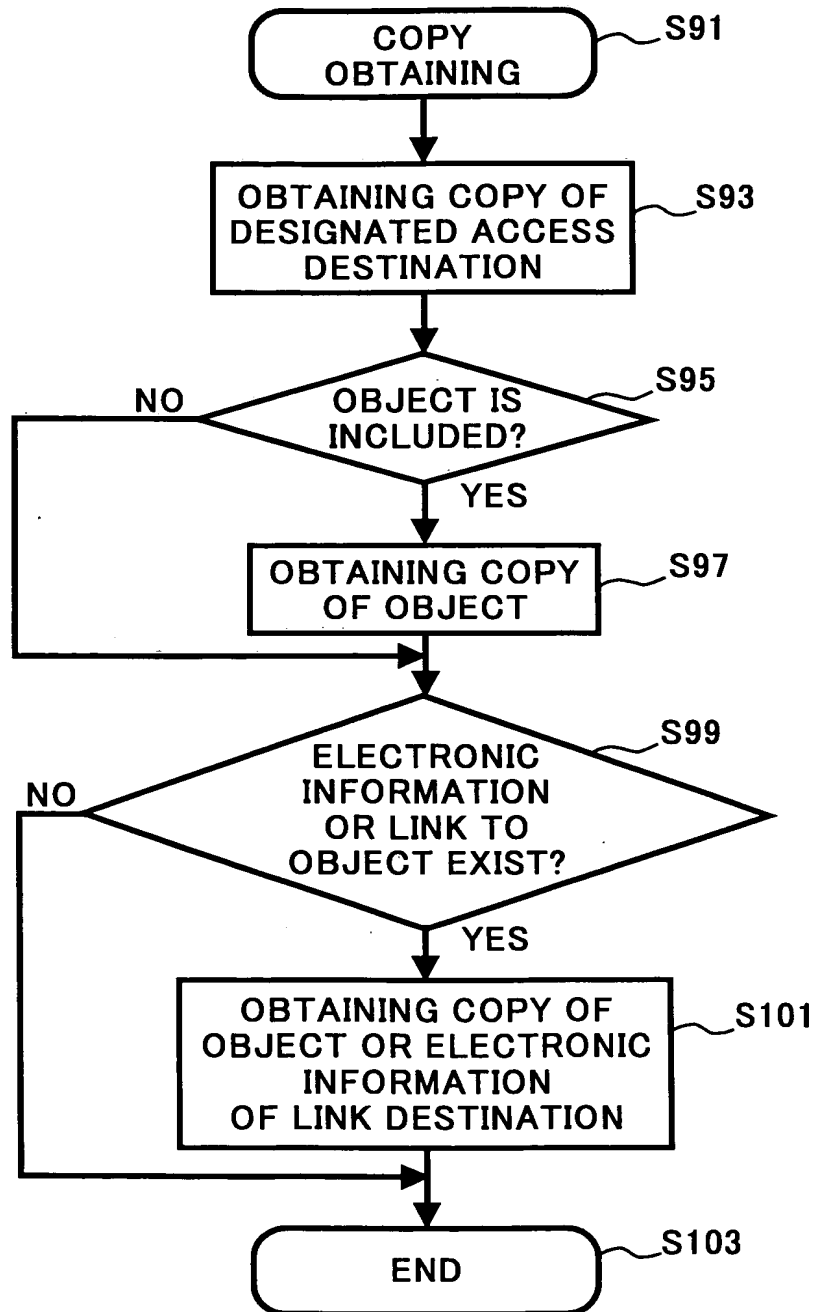 COPY
OBTAINING
S91
OBTAINING COPY OF
DESIGNATED ACCESS
DESTINATION
S93
NO
OBJECT IS
INCLUDED?
S95
YES
OBTAINING COPY
OF OBJECT
S97
ELECTRONIC
INFORMATION
OR LINK TO
OBJECT EXIST?
S99
NO
YES
OBTAINING COPY OF
OBJECT OR ELECTRONIC
INFORMATION
OF LINK DESTINATION
S101
END
S103